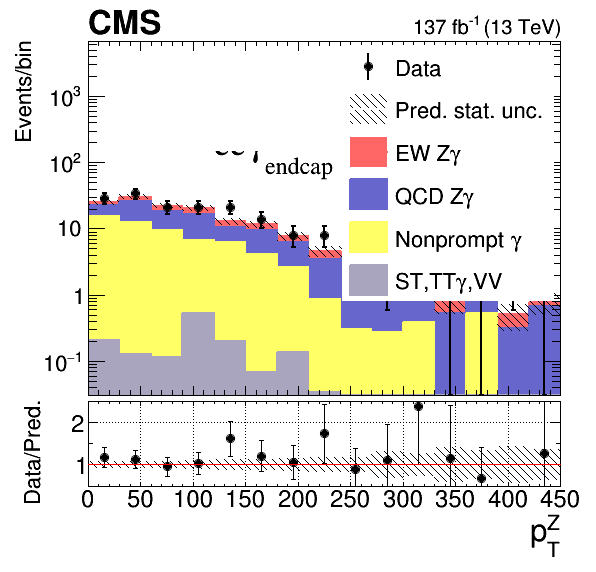 CMS 137 fb⁻¹ (13 TeV)
Events/bin
10³
10²
10
1
10⁻¹
Data
Pred. stat. unc.
EW Zγ
QCD Zγ
Nonprompt γ
ST,TTγ,VV
endcap
Data/Pred.
2
1
0 50 100 150 200 250 300 350 400 450
p_T^Z